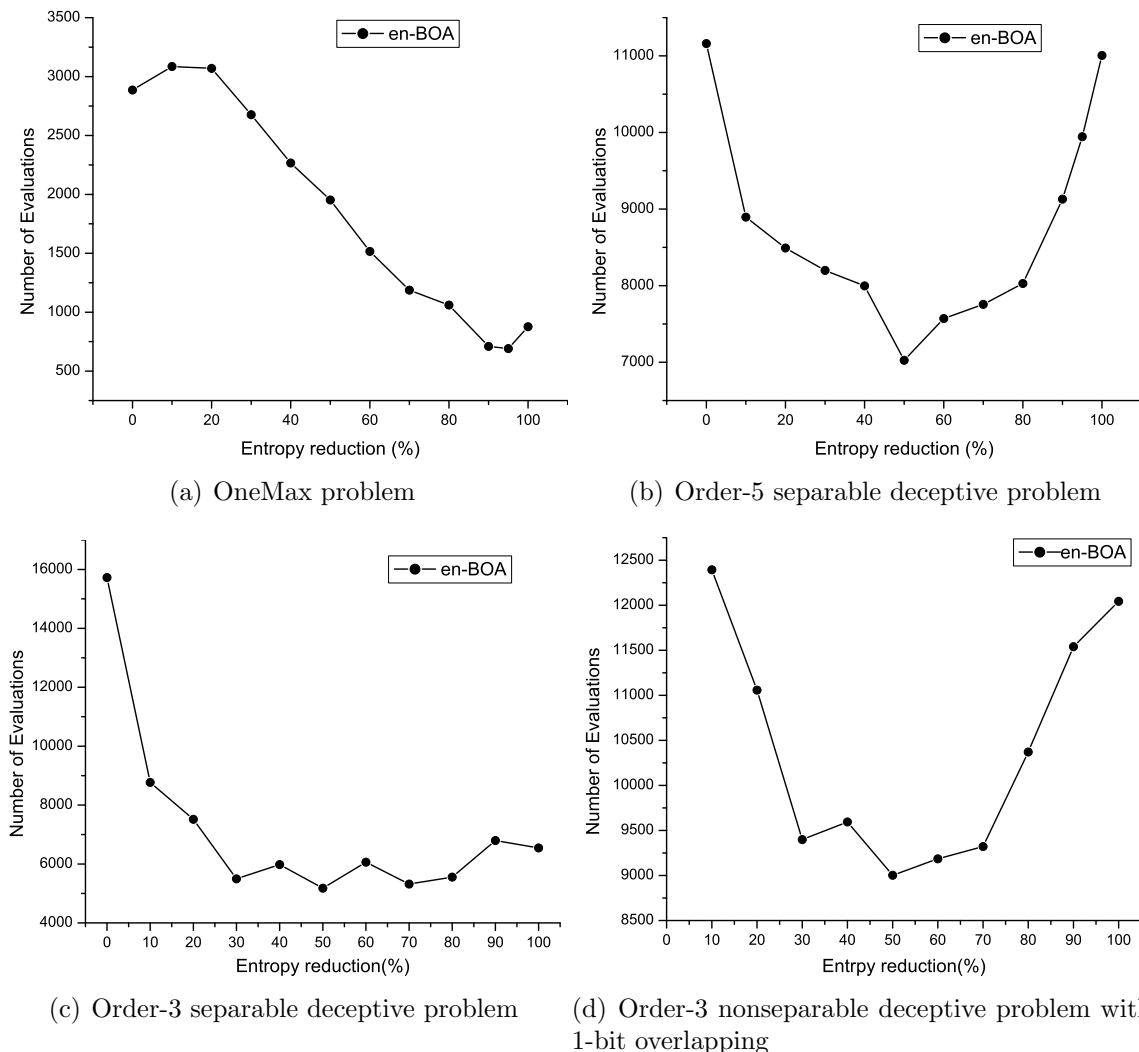 en-BOA
3500
3000
2500
2000
1500
1000
500
Number of Evaluations
0 20 40 60 80 100
Entropy reduction (%)
(a) OneMax problem
en-BOA
11000
10000
9000
8000
7000
Number of Evaluations
0 20 40 60 80 100
Entropy reduction (%)
(b) Order-5 separable deceptive problem
en-BOA
16000
14000
12000
10000
8000
6000
4000
Number of Evaluations
0 10 20 30 40 50 60 70 80 90 100
Entropy reduction(%)
(c) Order-3 separable deceptive problem
en-BOA
12500
12000
11500
11000
10500
10000
9500
9000
8500
Number of Evaluations
0 10 20 30 40 50 60 70 80 90 100
Entrpy reduction(%)
(d) Order-3 nonseparable deceptive problem wit
1-bit overlapping